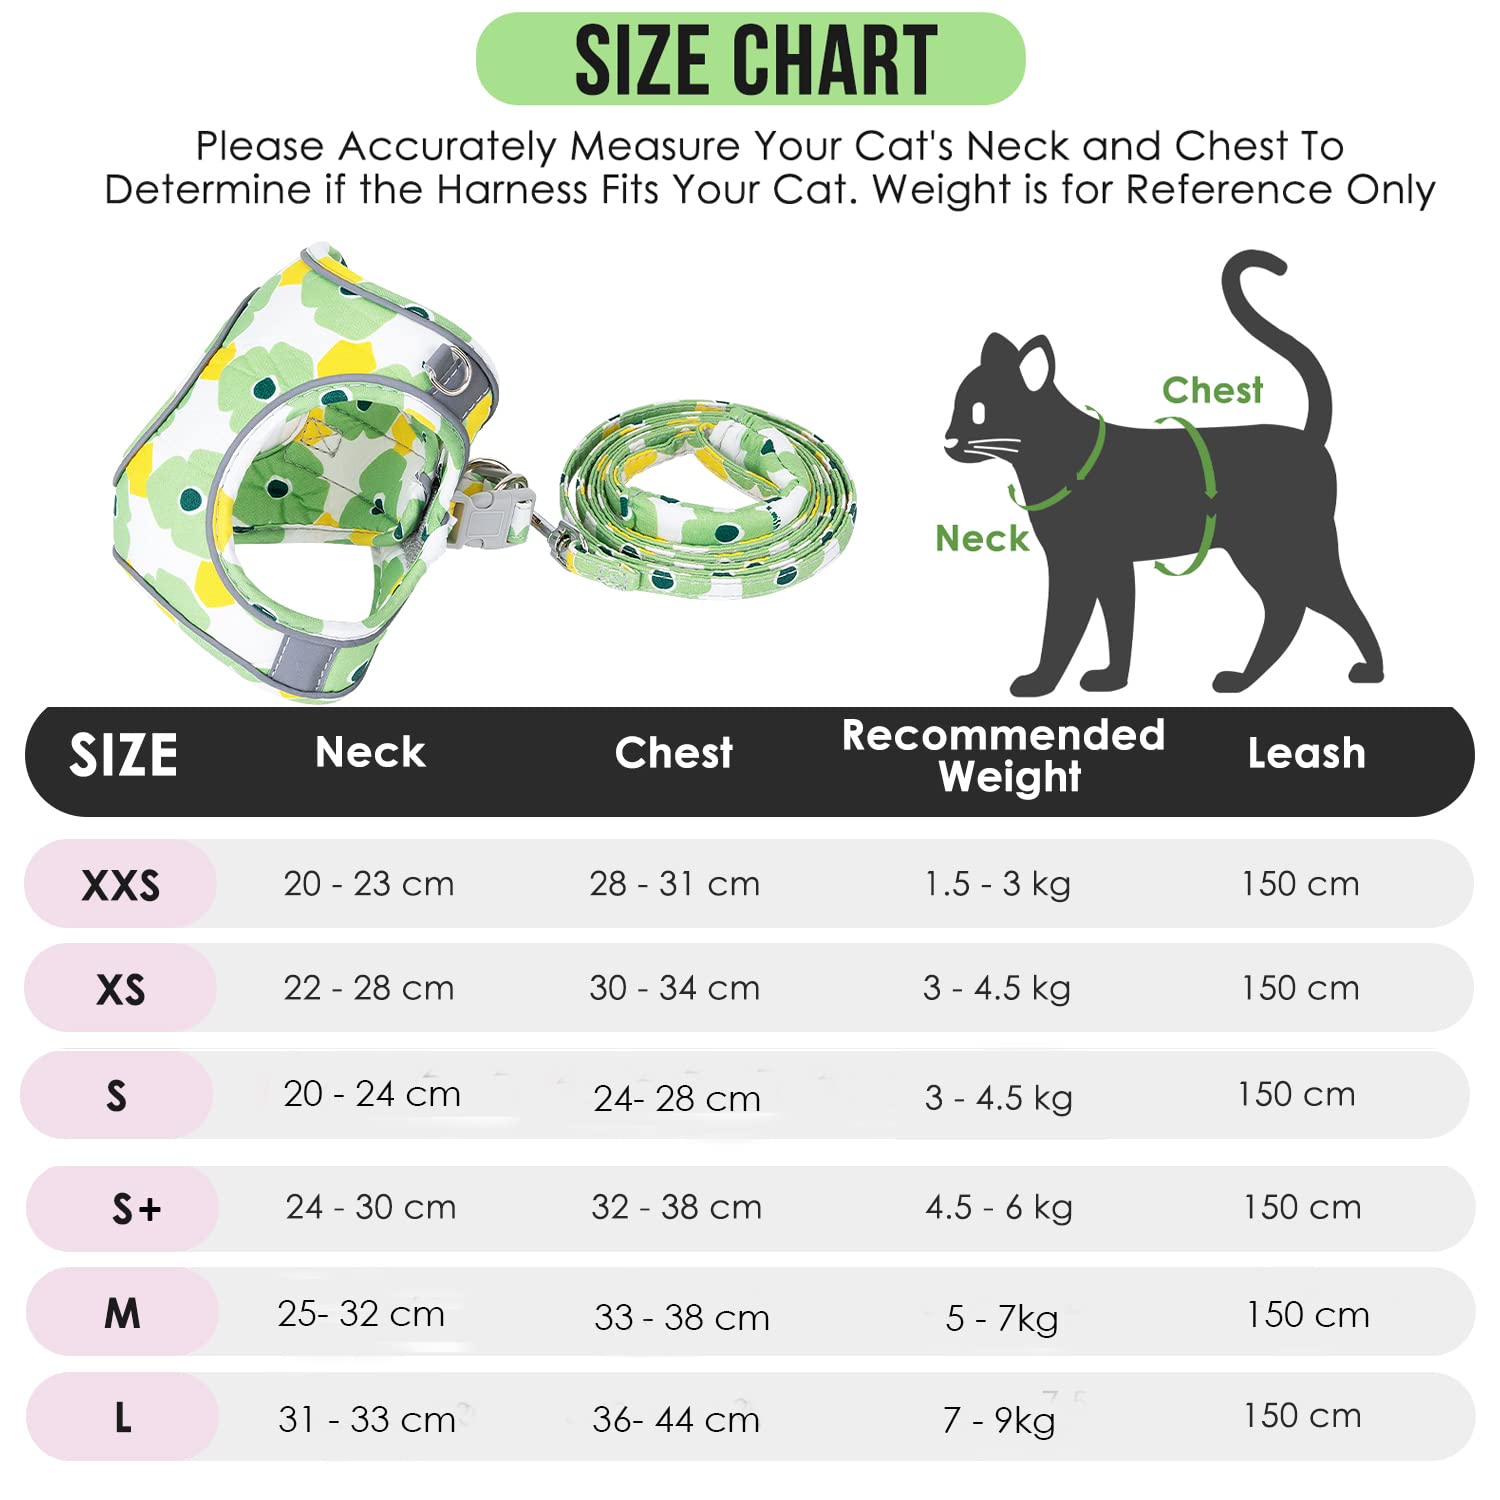 SIZE CHART
Please Accurately Measure Your Cat's Neck and Chest To
Determine if the Harness Fits Your Cat. Weight is for Reference Only
Chest
Neck
SIZE Neck Chest Recommended Weight Leash
XXS 20 - 23 cm 28 - 31 cm 1.5 - 3 kg 150 cm
XS 22 - 28 cm 30 - 34 cm 3 - 4.5 kg 150 cm
S 20 - 24 cm 24- 28 cm 3 - 4.5 kg 150 cm
S+ 24 - 30 cm 32 - 38 cm 4.5 - 6 kg 150 cm
M 25- 32 cm 33 - 38 cm 5 - 7kg 150 cm
L 31 - 33 cm 36- 44 cm 7 - 9kg 150 cm